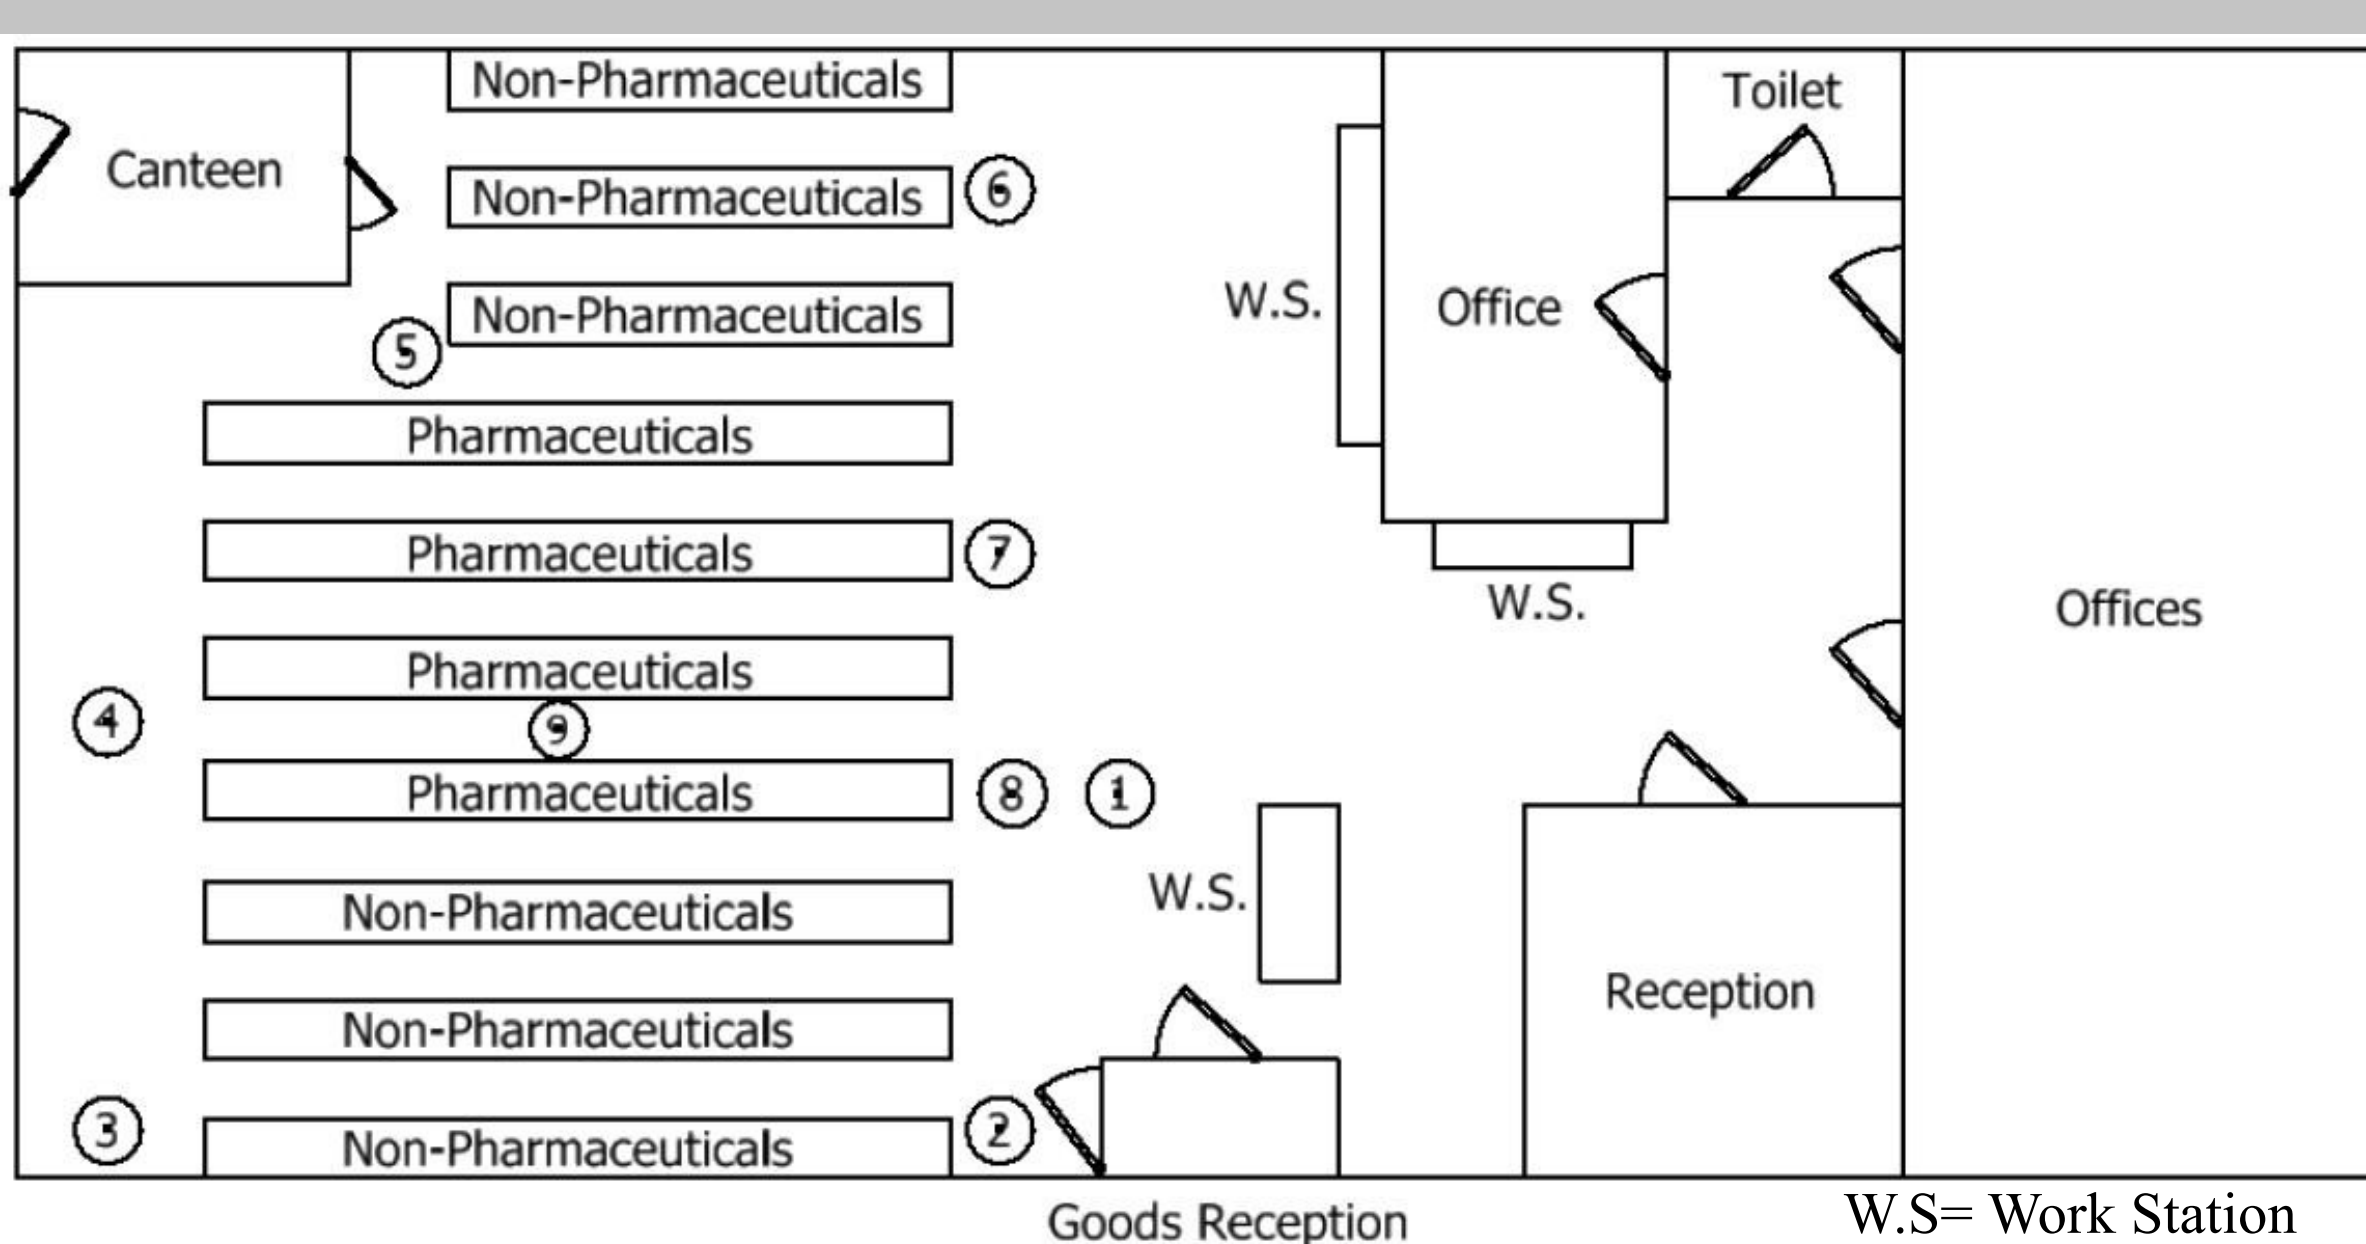 Non-Pharmaceuticals
Toilet
Canteen
Non-Pharmaceuticals
6
W.S.
Office
Non-Pharmaceuticals
5
Pharmaceuticals
Pharmaceuticals
7
W.S.
Offices
Pharmaceuticals
4
9
Pharmaceuticals
8
1
W.S.
Non-Pharmaceuticals
Reception
Non-Pharmaceuticals
3
2
Non-Pharmaceuticals
Goods Reception
W.S= Work Station